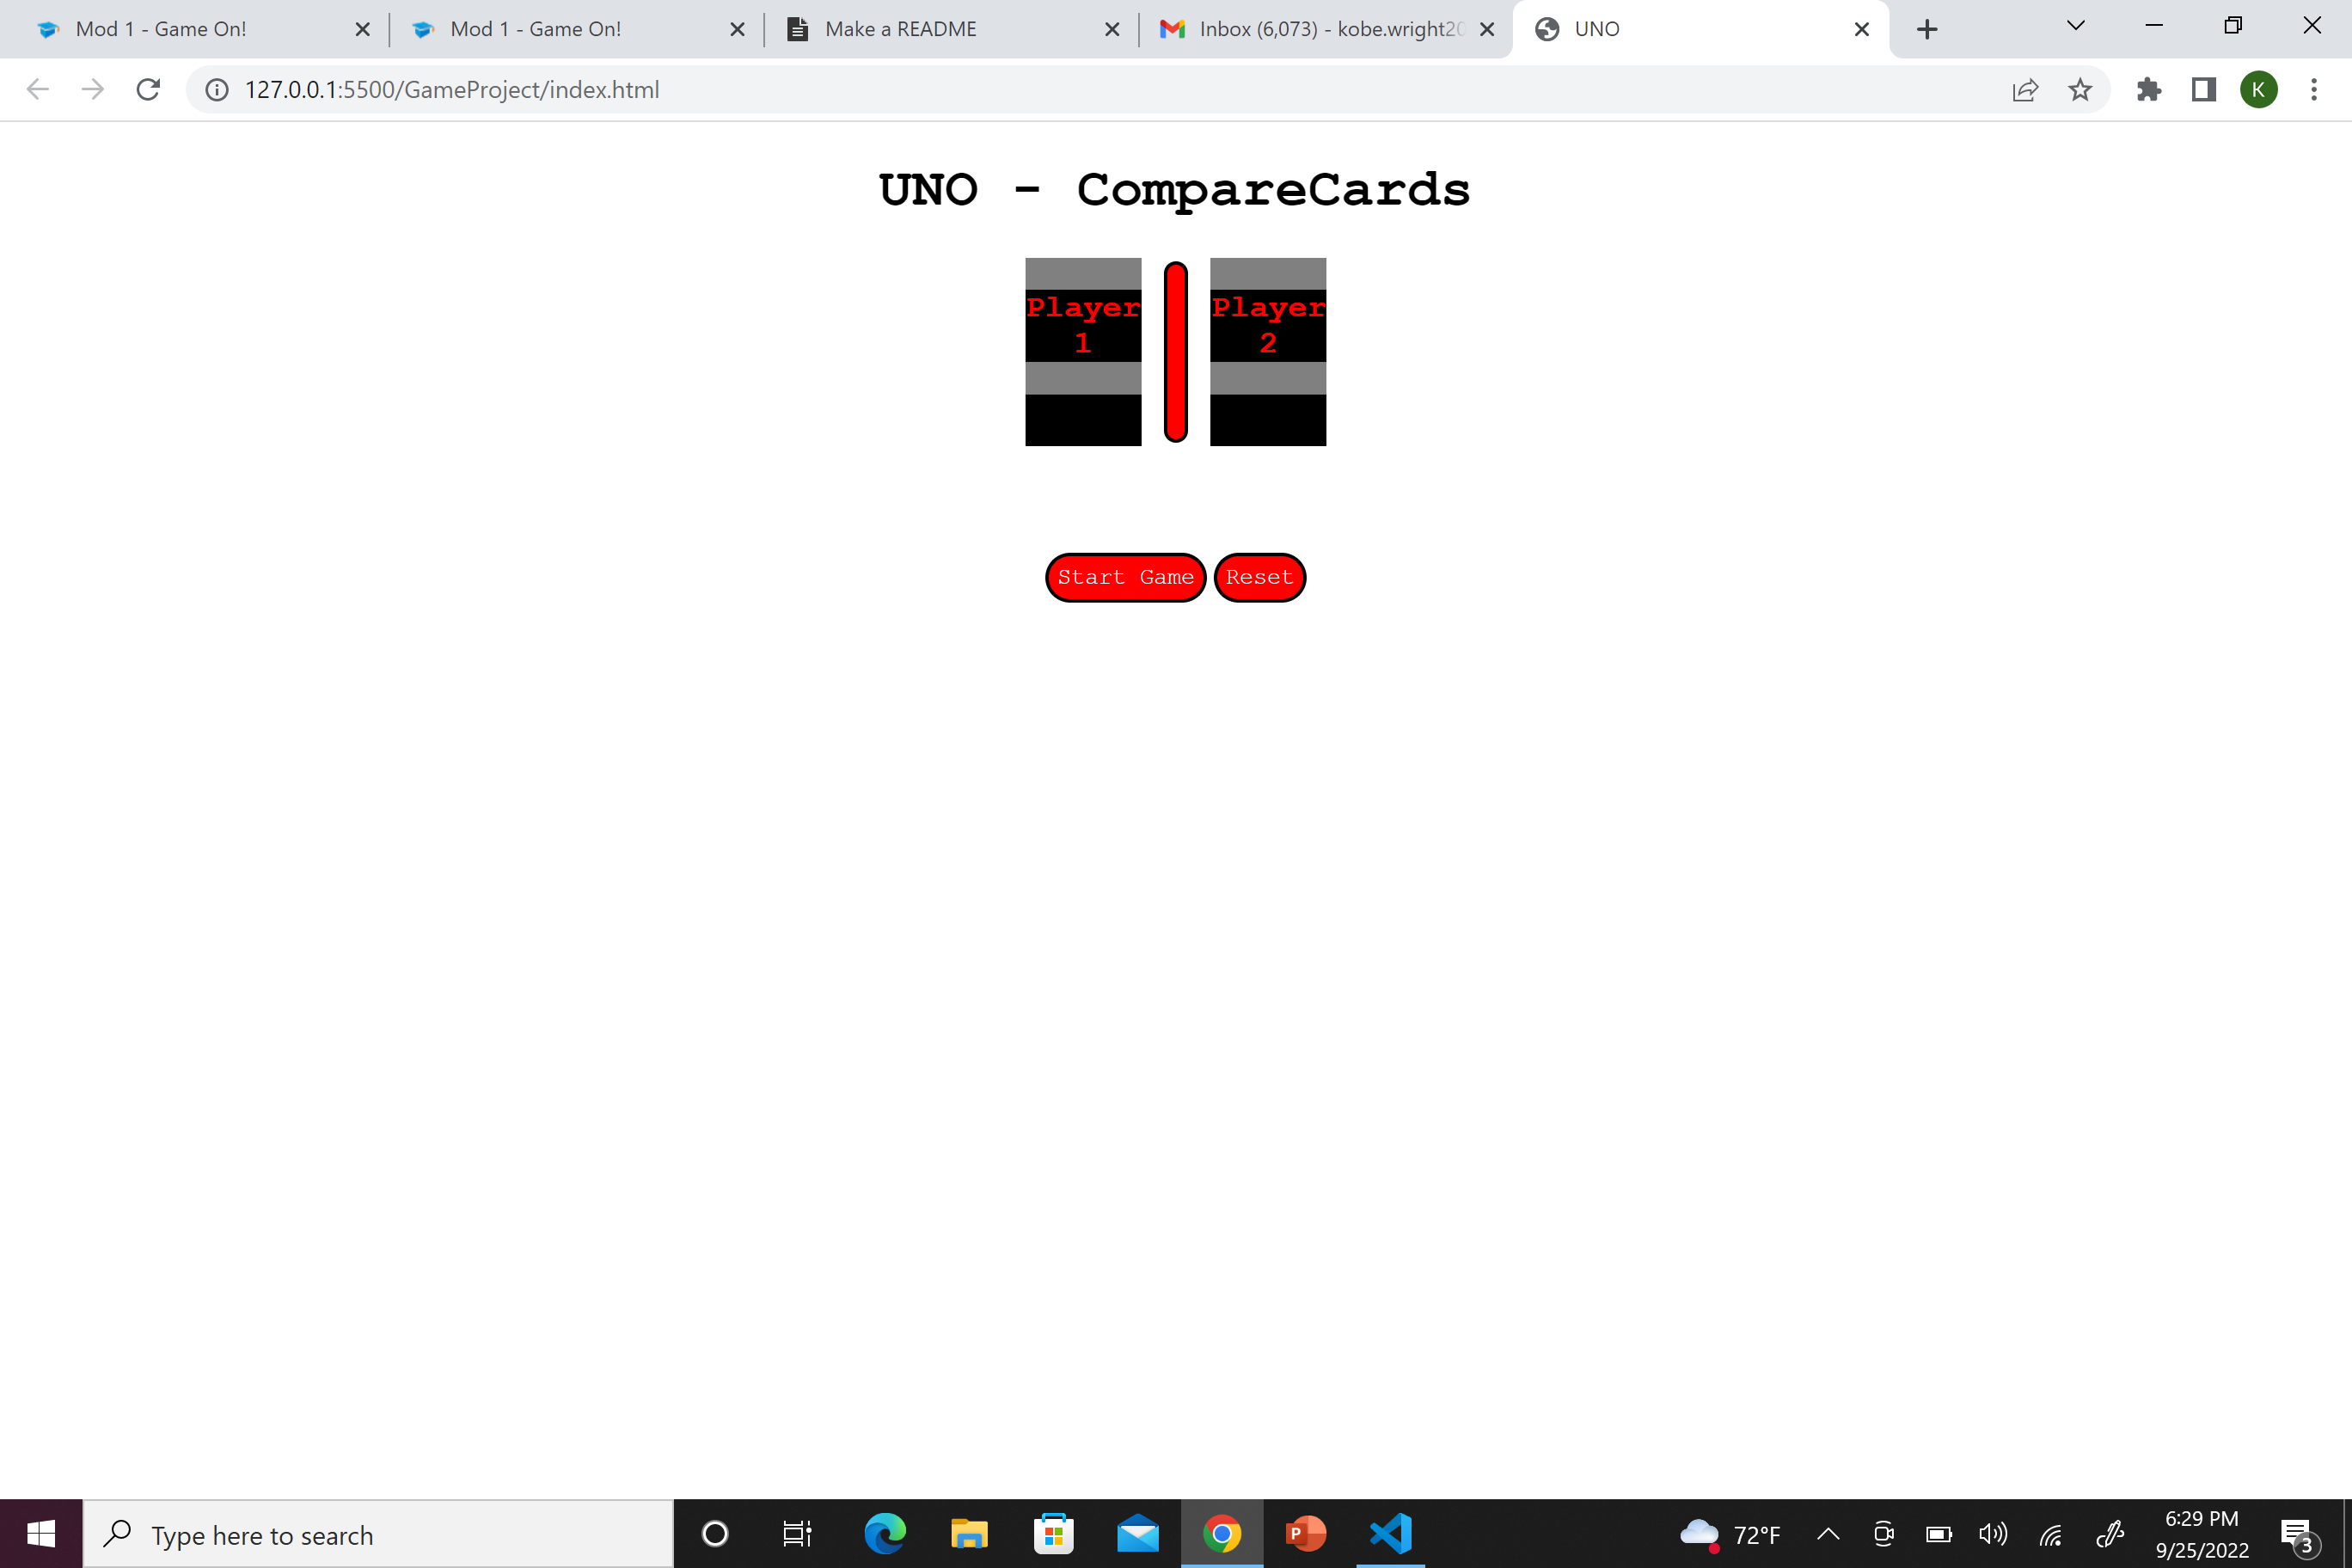 Mod 1 - Game On!
Mod 1 - Game On!
Make a README
Inbox (6,073) - kobe.wright20
UNO
127.0.0.1:5500/GameProject/index.html
K
UNO - CompareCards
Player
1
Player
2
Start Game
Reset
Type here to search
P
72°F
6:29 PM
9/25/2022
3